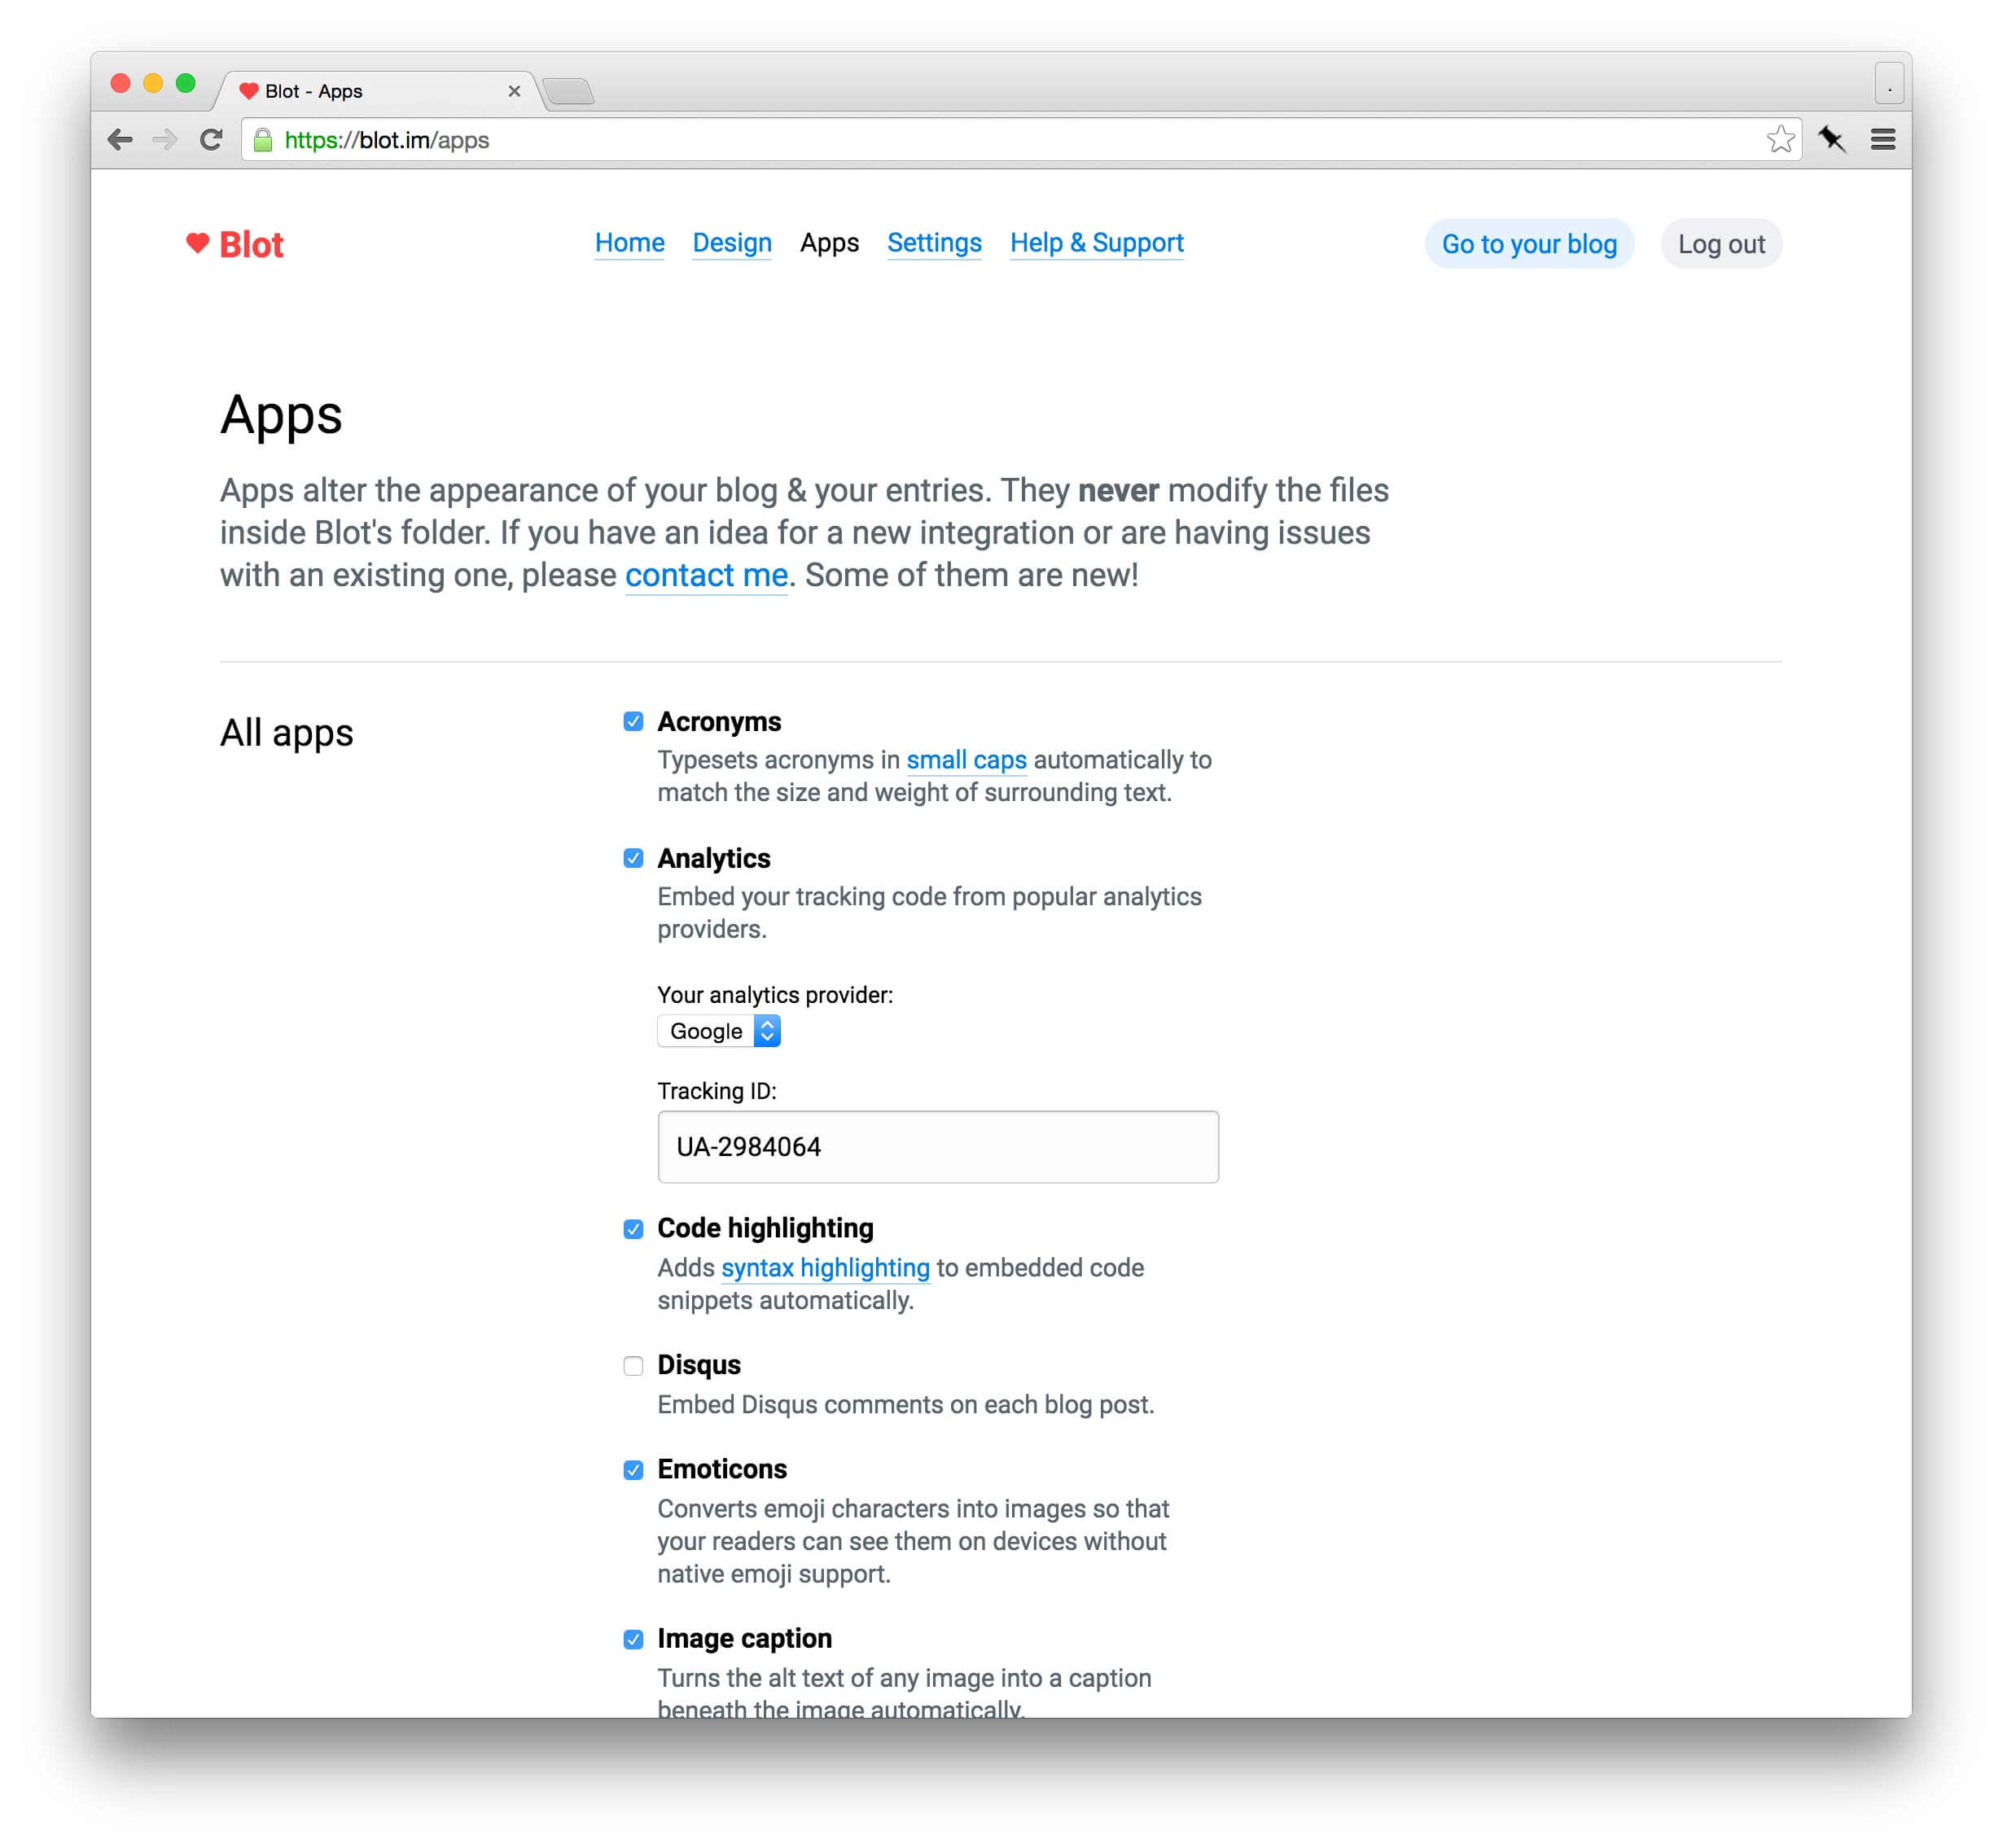 Blot - Apps
https://blot.im/apps
Blot
Home Design Apps Settings Help & Support Go to your blog Log out
Apps
Apps alter the appearance of your blog & your entries. They never modify the files
inside Blot's folder. If you have an idea for a new integration or are having issues
with an existing one, please contact me. Some of them are new!
All apps
Acronyms
Typesets acronyms in small caps automatically to
match the size and weight of surrounding text.
Analytics
Embed your tracking code from popular analytics
providers.
Your analytics provider:
Google
Tracking ID:
UA-2984064
Code highlighting
Adds syntax highlighting to embedded code
snippets automatically.
Disqus
Embed Disqus comments on each blog post.
Emoticons
Converts emoji characters into images so that
your readers can see them on devices without
native emoji support.
Image caption
Turns the alt text of any image into a caption
beneath the image automatically.